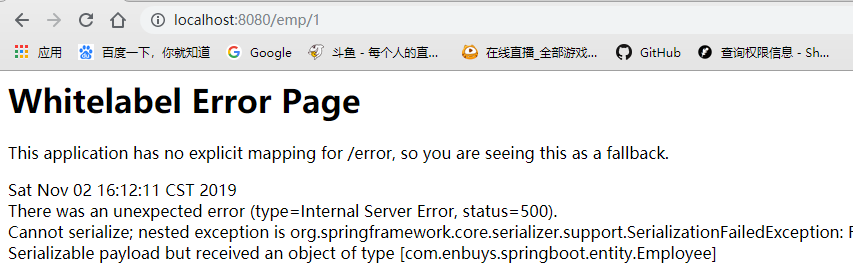 localhost:8080/emp/1
应用 百度一下，你就知道 Google 斗鱼 - 每个人的直... 在线直播_全部游戏... GitHub 查询权限信息 - Sh...
Whitelabel Error Page
This application has no explicit mapping for /error, so you are seeing this as a fallback.
Sat Nov 02 16:12:11 CST 2019
There was an unexpected error (type=Internal Server Error, status=500).
Cannot serialize; nested exception is org.springframework.core.serializer.support.SerializationFailedException:
Serializable payload but received an object of type [com.enbuys.springboot.entity.Employee]